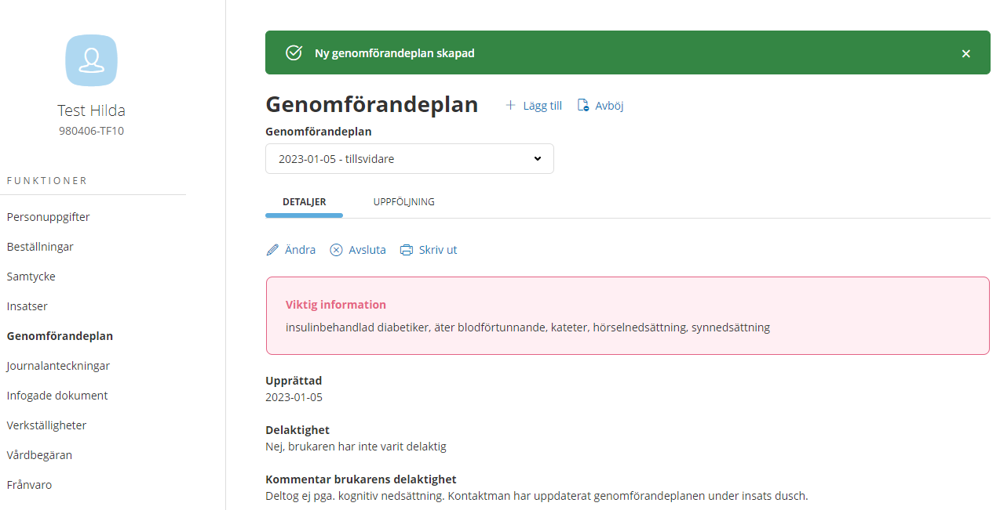 Test Hilda
980406-TF10
FUNKTIONER
Personuppgifter
Beställningar
Samtycke
Insatser
Genomförandeplan
Journalanteckningar
Infogade dokument
Verkställigheter
Vårdbegäran
Frånvaro
Ny genomförandeplan skapad
Genomförandeplan
Lägg till
Avböj
Genomförandeplan
2023-01-05 - tillsvidare
DETALJER
UPPFÖLJNING
Ändra
Avsluta
Skriv ut
Viktig information
insulinbehandlad diabetiker, äter blodförtunnande, kateter, hörselnedsättning, synnedsättning
Upprättad
2023-01-05
Delaktighet
Nej, brukaren har inte varit delaktig
Kommentar brukarens delaktighet
Deltog ej pga. kognitiv nedsättning. Kontaktman har uppdaterat genomförandeplanen under insats dusch.